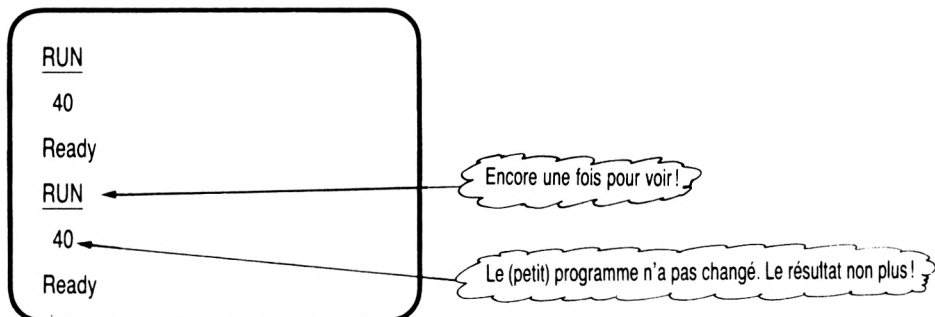 RUN
40
Ready
RUN
Encore une fois pour voir!
40
Le (petit) programme n'a pas changé. Le résultat non plus!
Ready